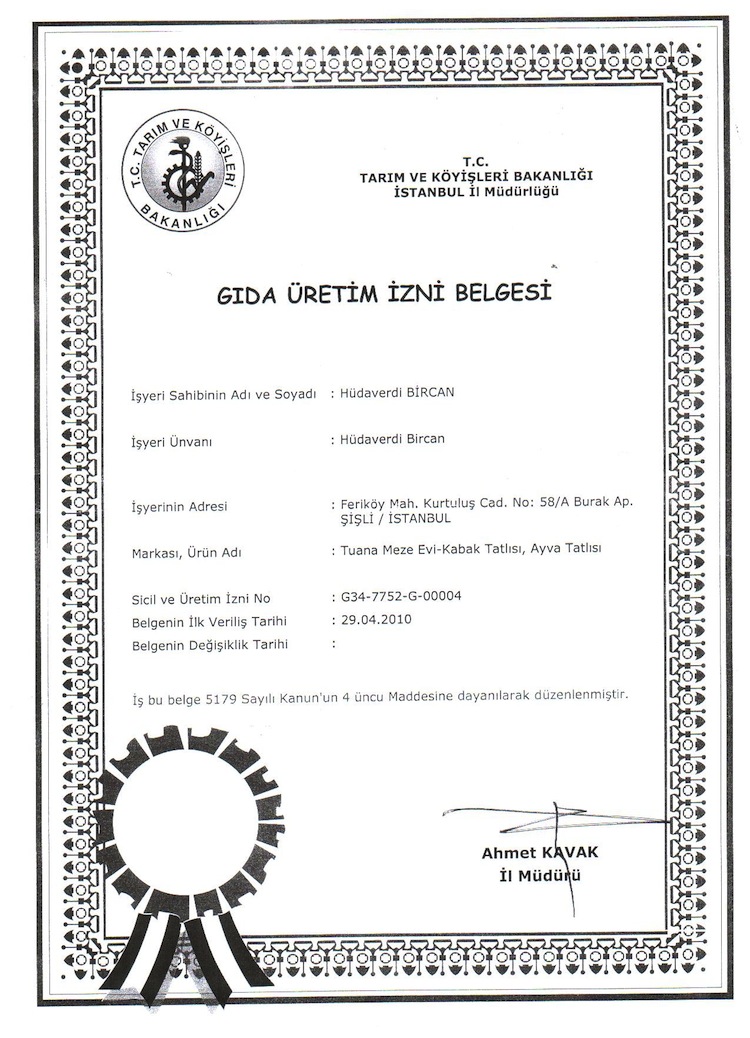 T.C. TARIM VE KÖYİŞLERİ
BAKANLIĞI
T.C.
TARIM VE KÖYİŞLERİ BAKANLIĞI
İSTANBUL İl Müdürlüğü
GIDA ÜRETİM İZNİ BELGESİ
İşyeri Sahibinin Adı ve Soyadı : Hüdaverdi BİRCAN
İşyeri Ünvanı : Hüdaverdi Bircan
İşyerinin Adresi : Feriköy Mah. Kurtuluş Cad. No: 58/A Burak Ap.
ŞİŞLİ / İSTANBUL
Markası, Ürün Adı : Tuana Meze Evi-Kabak Tatlısı, Ayva Tatlısı
Sicil ve Üretim İzni No : G34-7752-G-00004
Belgenin İlk Veriliş Tarihi : 29.04.2010
Belgenin Değişiklik Tarihi :
İş bu belge 5179 Sayılı Kanun'un 4 üncu Maddesine dayanılarak düzenlenmiştir.
Ahmet KAVAK
İl Müdürü